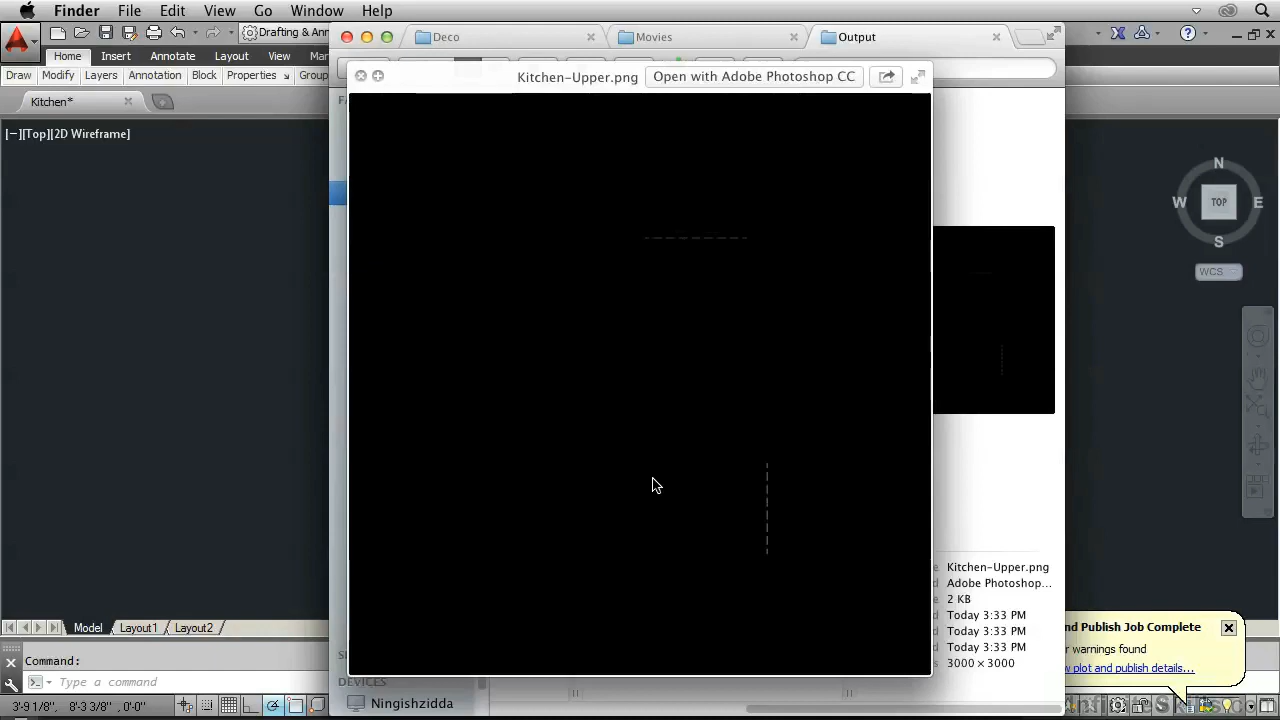 Finder File Edit View Go Window Help
Drafting & Ann
Deco Movies Output
Home Insert Annotate Layout Ma
Draw Modify Layers Annotation Block Properties Group
Kitchen-Upper.png Open with Adobe Photoshop CC
Kitchen*
[−][Top][2D Wireframe]
N
W TOP E
S
WCS
Kitchen-Upper.png
Adobe Photoshop...
2 KB
Today 3:33 PM
Today 3:33 PM
Today 3:33 PM
3000 × 3000
Model Layout1 Layout2
nd Publish Job Complete
r warnings found
w plot and publish details...
Command:
Type a command
DEVICES
Ningishzidda
3'-9 1/8", 8'-3 3/8" ,0'-0"